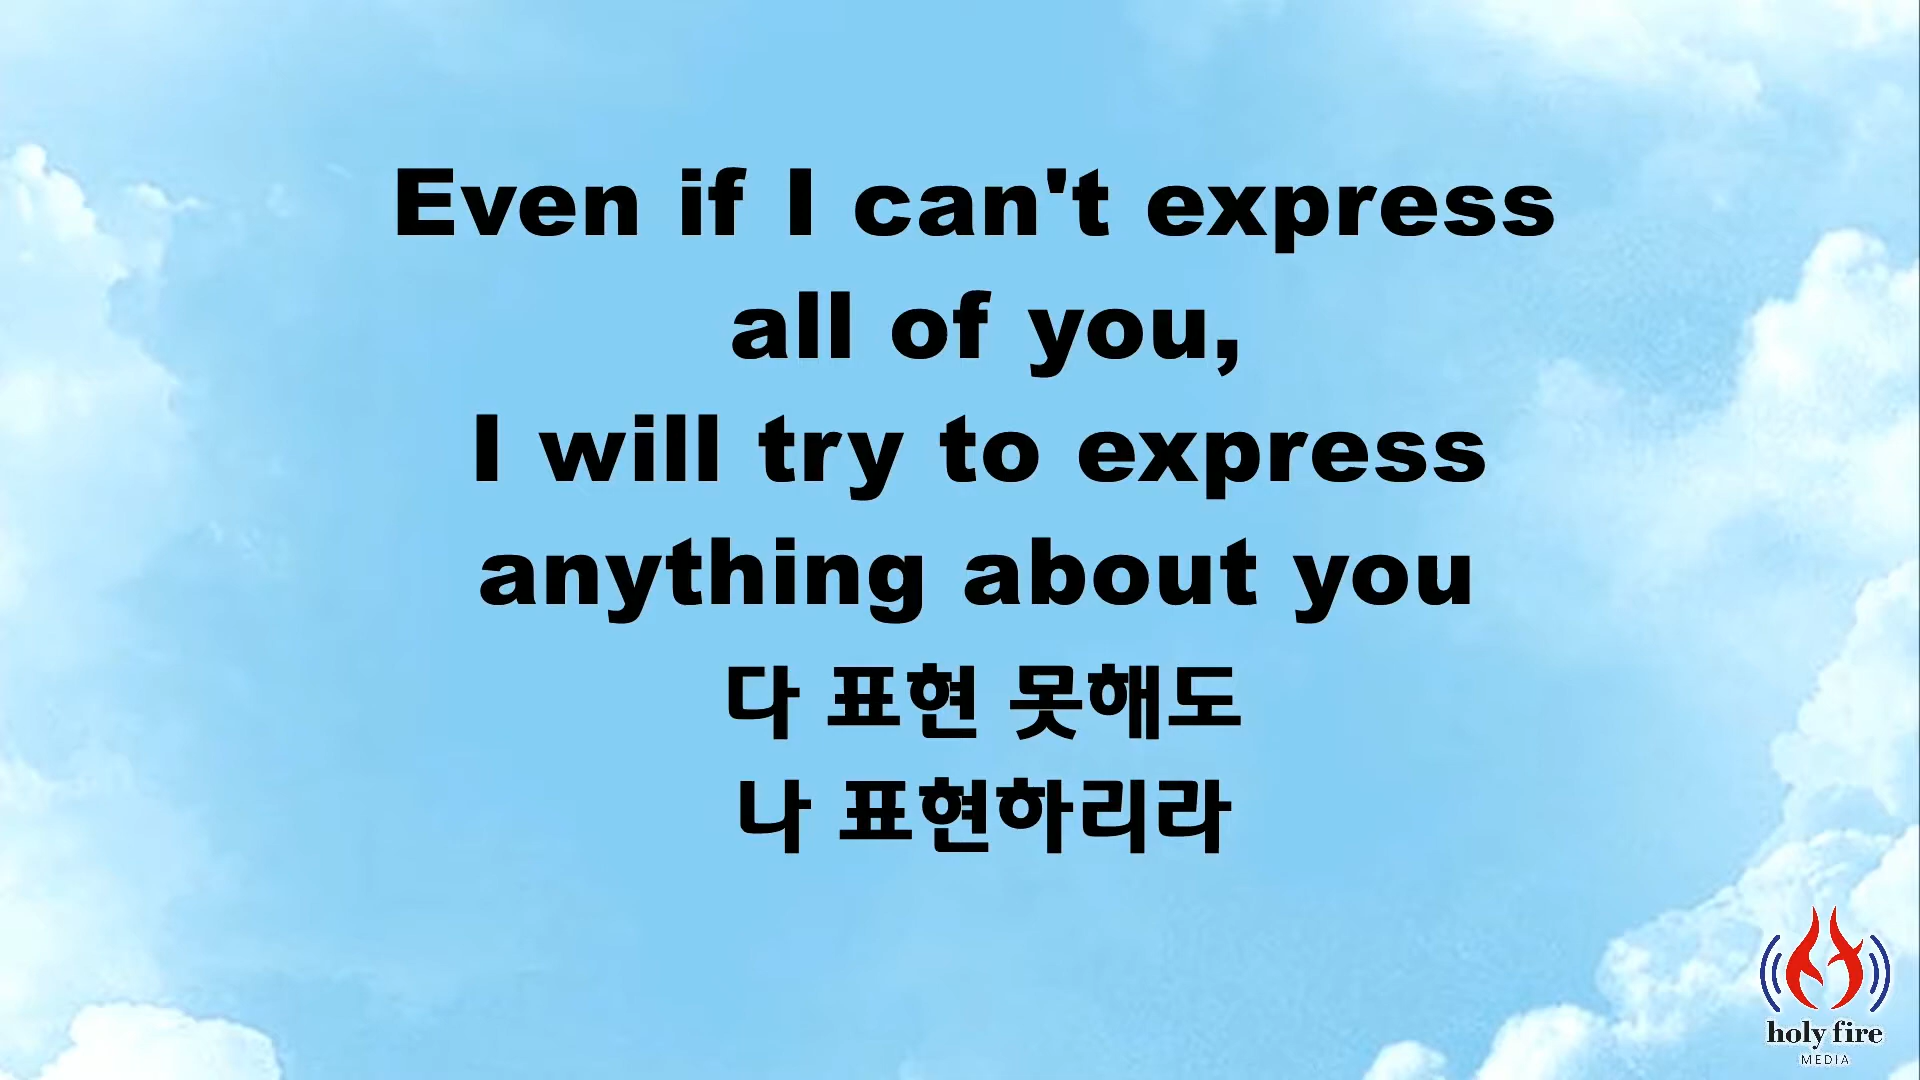 Even if I can't express
all of you,
I will try to express
anything about you
다 표현 못해도
나 표현하리라
holy fire
MEDIA